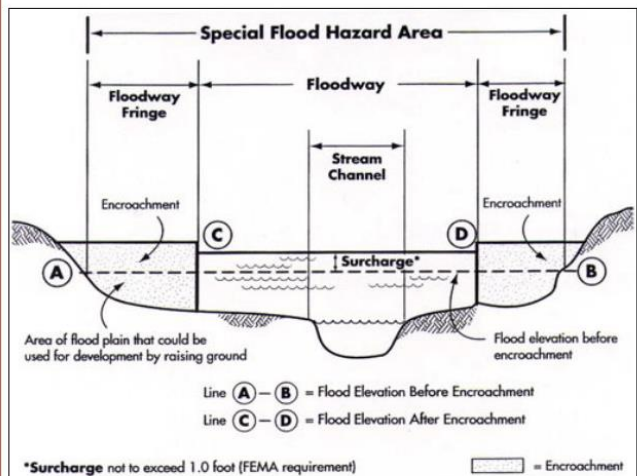 Special Flood Hazard Area
Floodway
Fringe
Floodway
Floodway
Fringe
Stream
Channel
Encroachment
C
D
Encroachment
A
Surcharge*
B
Area of flood plain that could be
used for development by raising ground
Flood elevation before
encroachment
Line A – B = Flood Elevation Before Encroachment
Line C – D = Flood Elevation After Encroachment
*Surcharge not to exceed 1.0 foot (FEMA requirement)
= Encroachment